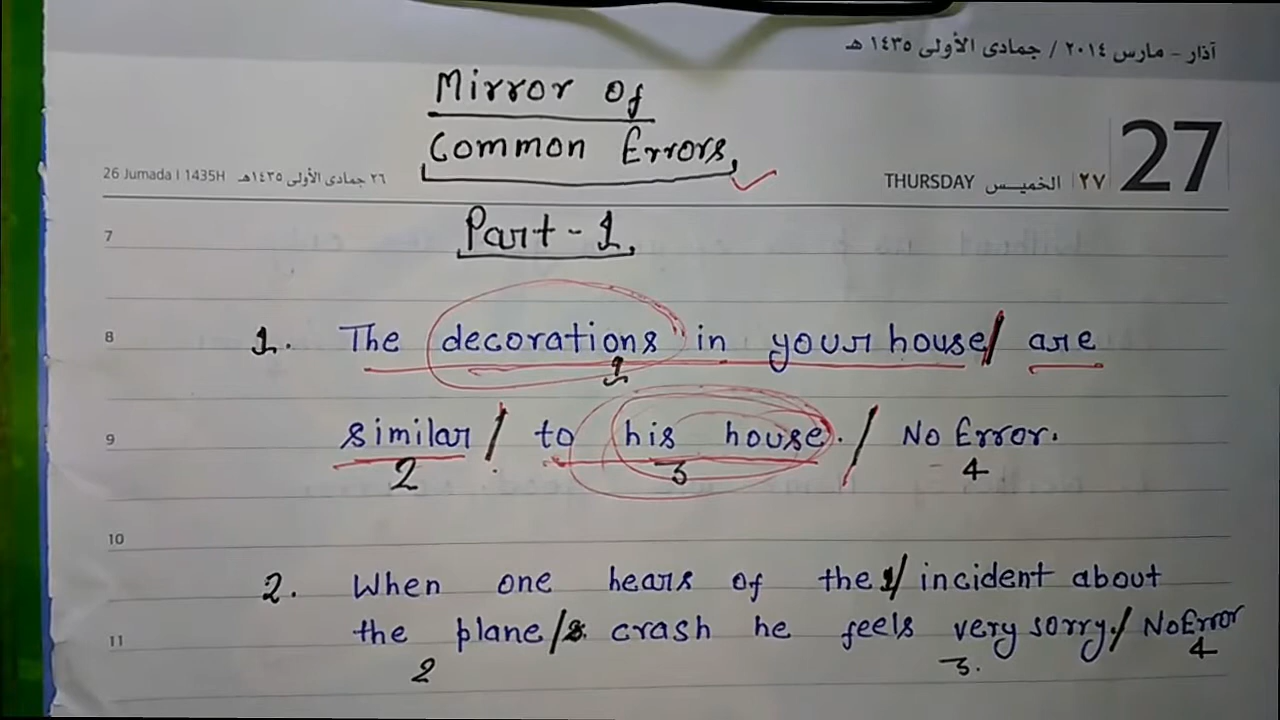 آذار - مارس ٢٠١٤ / جمادى الأولى ١٤٣٥ هـ
Mirror Of
Common Errors,
26 Jumada I 1435H ٢٦ جمادى الأولى ١٤٣٥هـ
THURSDAY الخميس ٢٧ 27
Part-1,
7
8 1. The decorations in your house/ are
1
9 similar/ to his house./ No Error.
2 3 4
10
2. When one hears of the 1/ incident about
11 the plane/ crash he feels very sorry./ No Error
2 3. 4